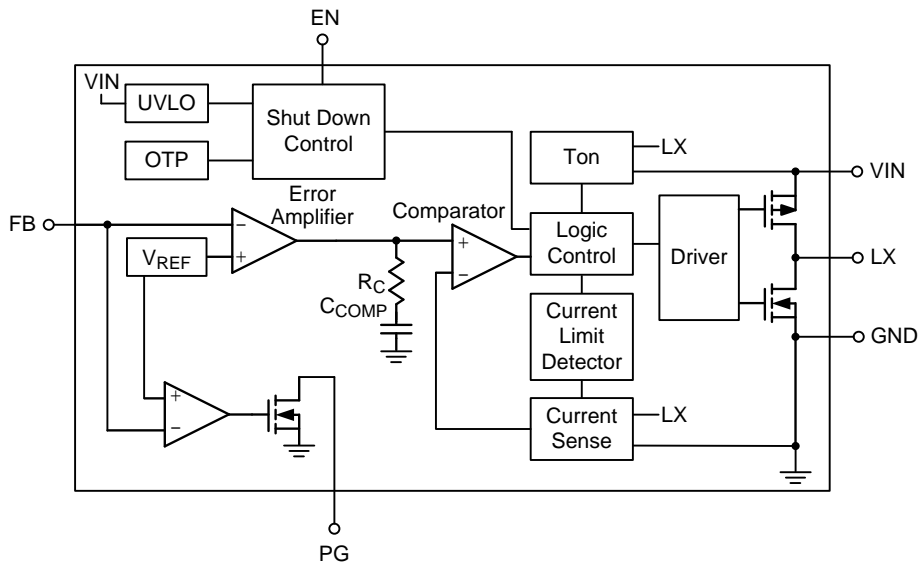 EN
VIN
UVLO
Shut Down
Control
OTP
Ton
LX
VIN
Error
Amplifier
Comparator
FB
−
+
VREF
+
−
Logic
Control
Driver
LX
RC
CCOMP
Current
Limit
Detector
GND
+
−
Current
Sense
LX
PG